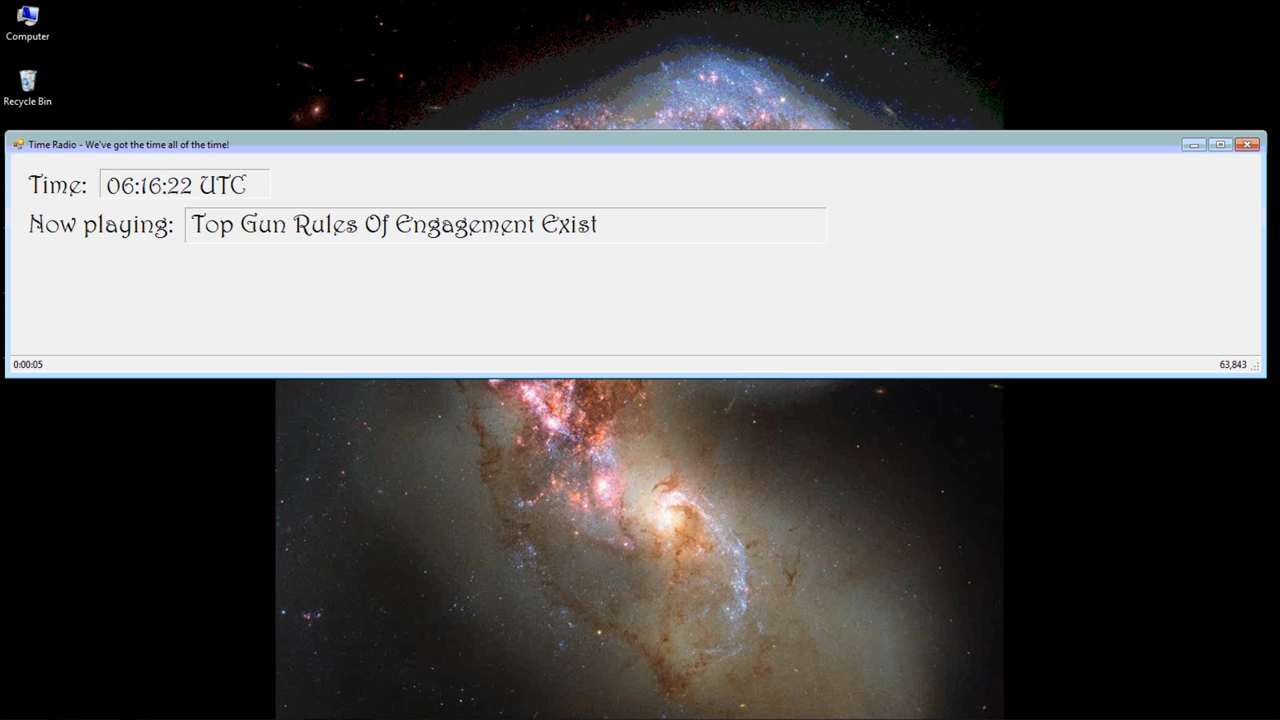 Computer
Recycle Bin
Time Radio - We've got the time all of the time!
Time: 06:16:22 UTC
Now playing: Top Gun Rules Of Engagement Exist
0:00:05 63,843